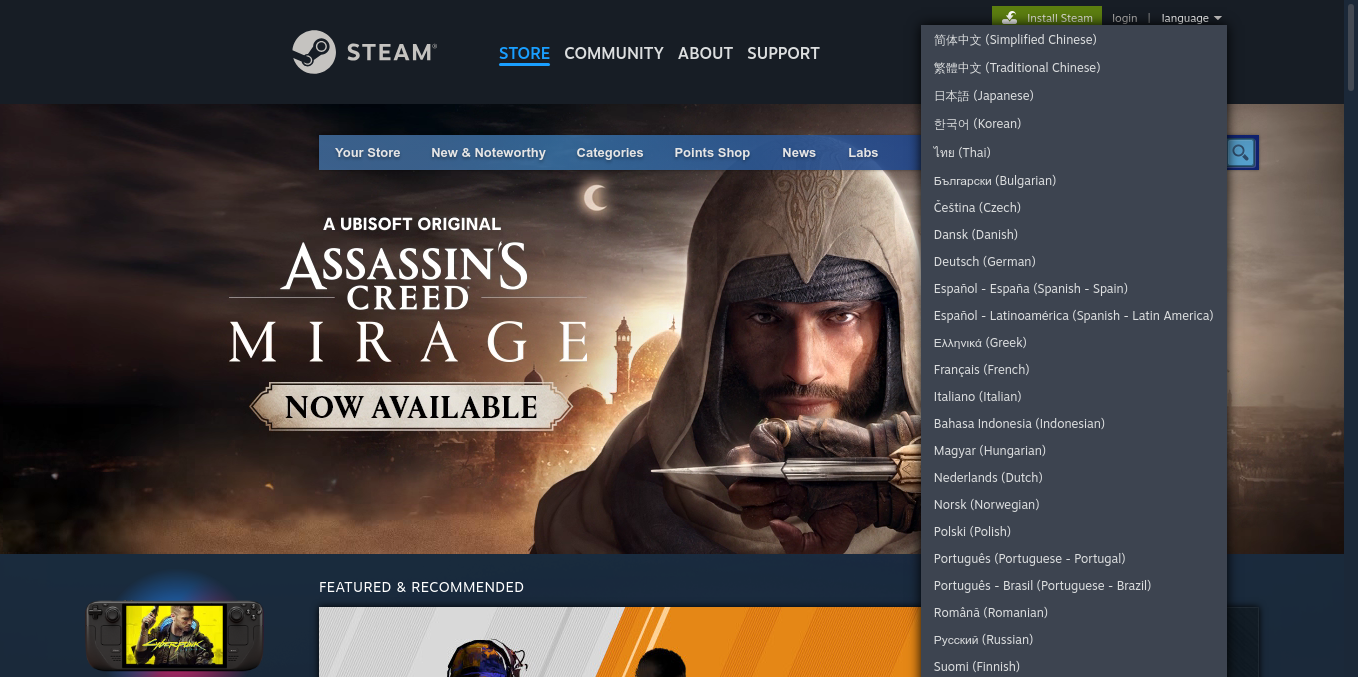 Install Steam
login | language
STEAM®
STORE COMMUNITY ABOUT SUPPORT
Your Store New & Noteworthy Categories Points Shop News Labs
A UBISOFT ORIGINAL
ASSASSIN'S
CREED
MIRAGE
NOW AVAILABLE
简体中文 (Simplified Chinese)
繁體中文 (Traditional Chinese)
日本語 (Japanese)
한국어 (Korean)
ไทย (Thai)
Български (Bulgarian)
Čeština (Czech)
Dansk (Danish)
Deutsch (German)
Español - España (Spanish - Spain)
Español - Latinoamérica (Spanish - Latin America)
Ελληνικά (Greek)
Français (French)
Italiano (Italian)
Bahasa Indonesia (Indonesian)
Magyar (Hungarian)
Nederlands (Dutch)
Norsk (Norwegian)
Polski (Polish)
Português (Portuguese - Portugal)
Português - Brasil (Portuguese - Brazil)
Română (Romanian)
Русский (Russian)
Suomi (Finnish)
FEATURED & RECOMMENDED
Cyberpunk